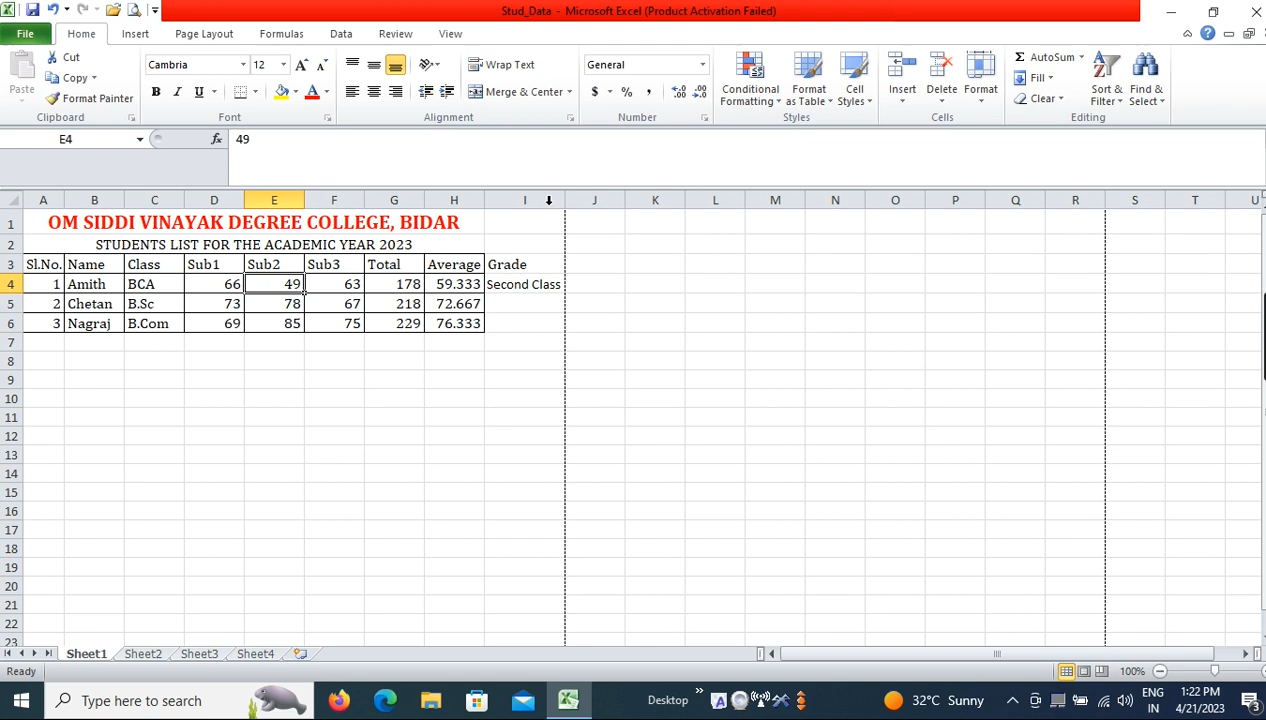 Stud_Data - Microsoft Excel (Product Activation Failed)
File Home Insert Page Layout Formulas Data Review View
Paste Cut Copy Format Painter
Cambria 12
Wrap Text
Merge & Center
General
Conditional Formatting
Format as Table
Cell Styles
Insert Delete Format
AutoSum Fill Clear
Sort & Filter
Find & Select
Clipboard Font Alignment Number Styles Cells Editing
E4 fx 49
A B C D E F G H I J K L M N O P Q R S T U
1 OM SIDDI VINAYAK DEGREE COLLEGE, BIDAR
2 STUDENTS LIST FOR THE ACADEMIC YEAR 2023
3 Sl.No. Name Class Sub1 Sub2 Sub3 Total Average Grade
4 1 Amith BCA 66 49 63 178 59.333 Second Class
5 2 Chetan B.Sc 73 78 67 218 72.667
6 3 Nagraj B.Com 69 85 75 229 76.333
7
8
9
10
11
12
13
14
15
16
17
18
19
20
21
22
23
Sheet1 Sheet2 Sheet3 Sheet4
Ready 100%
Type here to search Desktop 32°C Sunny ENG IN 1:22 PM 4/21/2023 3